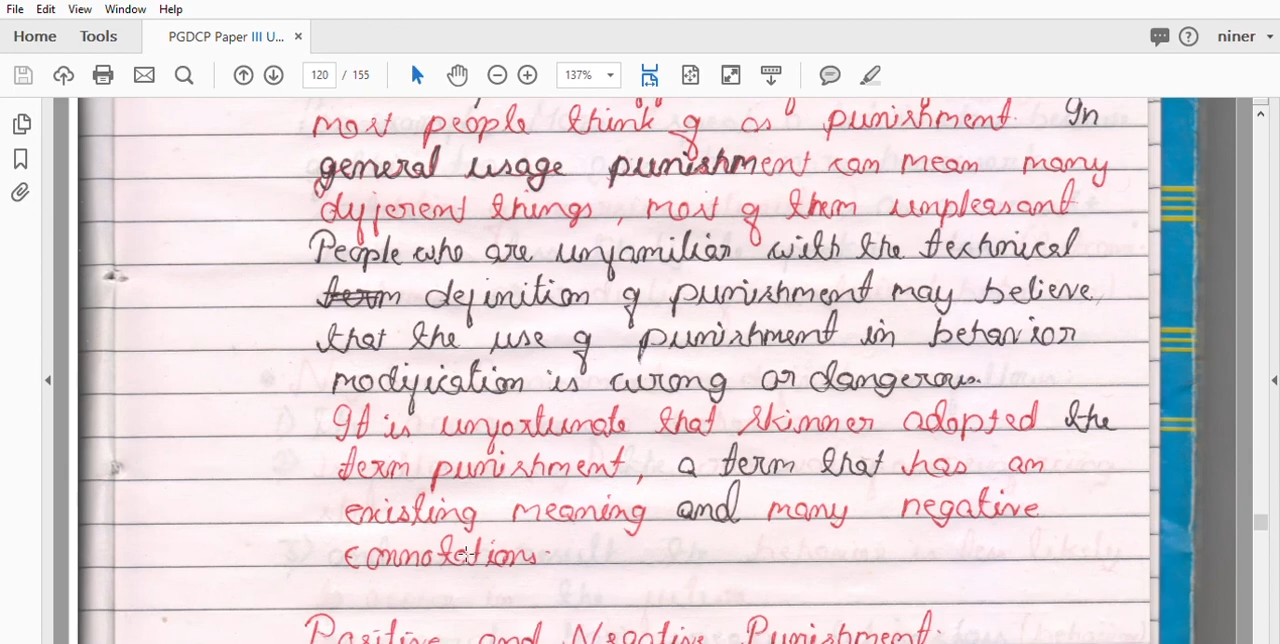 File Edit View Window Help
Home Tools PGDCP Paper III U... × niner
120 / 155 137%
most people think of as punishment. In
general usage punishment can mean many
different things, most of them unpleasant
People who are unfamiliar with the technical
term definition of punishment may believe
that the use of punishment in behavior
modification is wrong or dangerous.
It is unfortunate that Skinner adopted the
term punishment, a term that has an
existing meaning and many negative
connotations.
Positive and Negative Punishment: